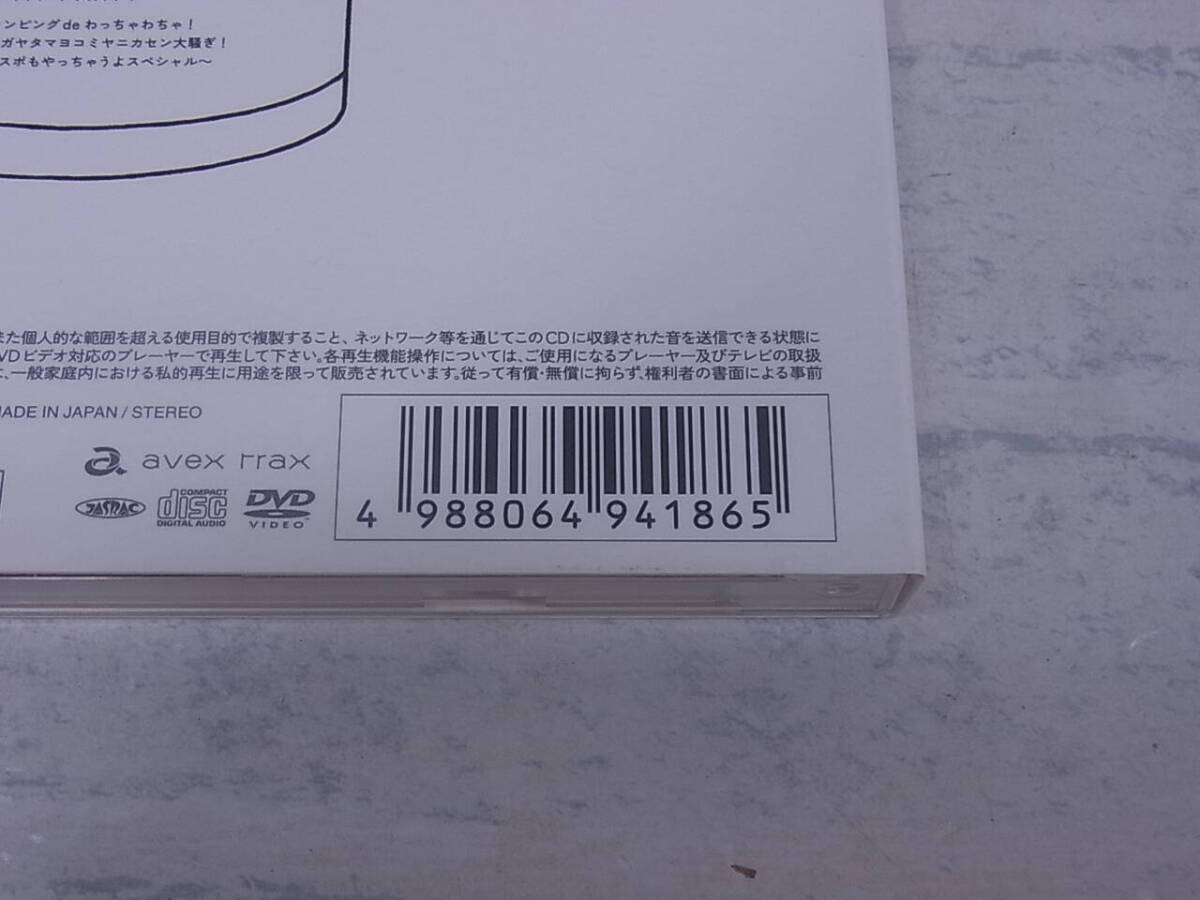 ンピングdeわっちゃわちゃ！
ガヤタマヨコミヤニカセン大騒ぎ！
スポもやっちゃうよスペシャル〜
また個人的な範囲を超える使用目的で複製すること、ネットワーク等を通じてこのCDに収録された音を送信できる状態に
VDビデオ対応のプレーヤーで再生して下さい。各再生機能操作については、ご使用になるプレーヤー及びテレビの取扱
は、一般家庭内における私的再生に用途を限って販売されています。従って有償・無償に拘らず、権利者の書面による事前
MADE IN JAPAN / STEREO
avex trax
JASRAC
COMPACT
disc
DIGITAL AUDIO
DVD
VIDEO™
4 988064 941865